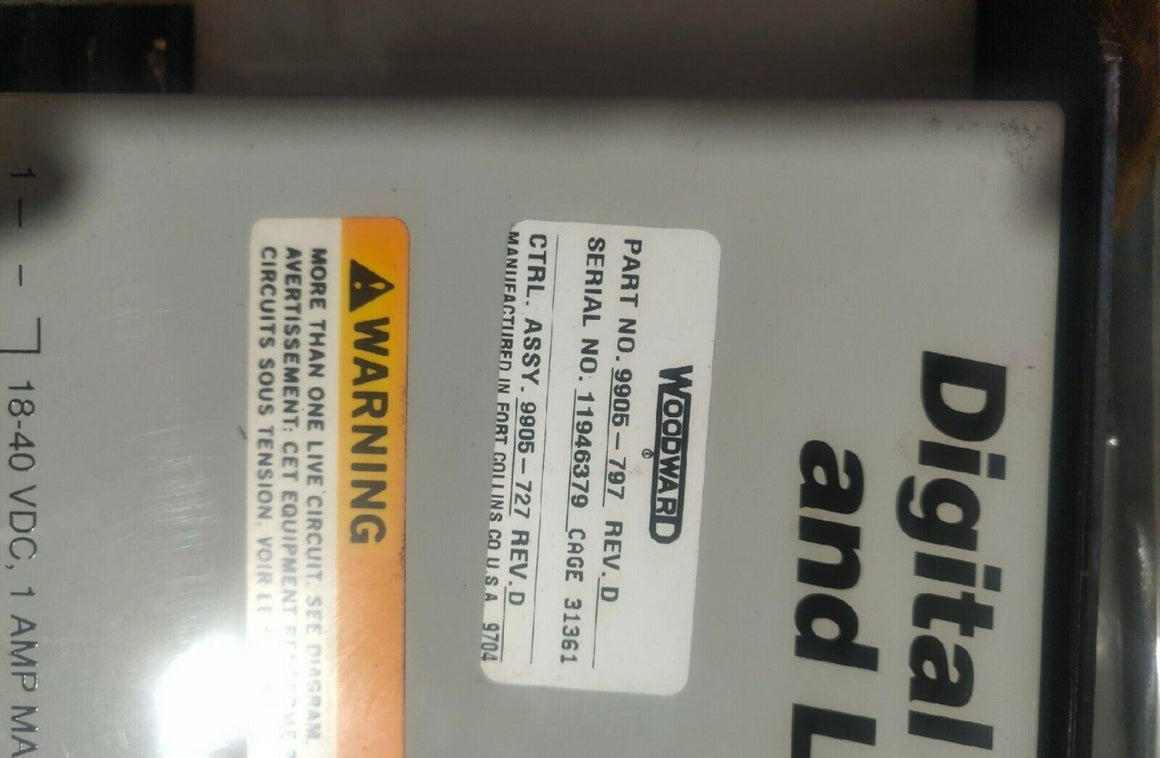 Digital
and L
WOODWARD®
PART NO. 9905-797 REV. D
SERIAL NO: 11946379 CAGE 31361
CTRL. ASSY. 9905-727 REV. D
MANUFACTURED IN FORT COLLINS CO U.S.A 9704
WARNING
MORE THAN ONE LIVE CIRCUIT. SEE DIAGRAM.
AVERTISSEMENT: CET EQUIPMENT RENFERME
CIRCUITS SOUS TENSION. VOIR LE
18-40 VDC, 1 AMP MA
1